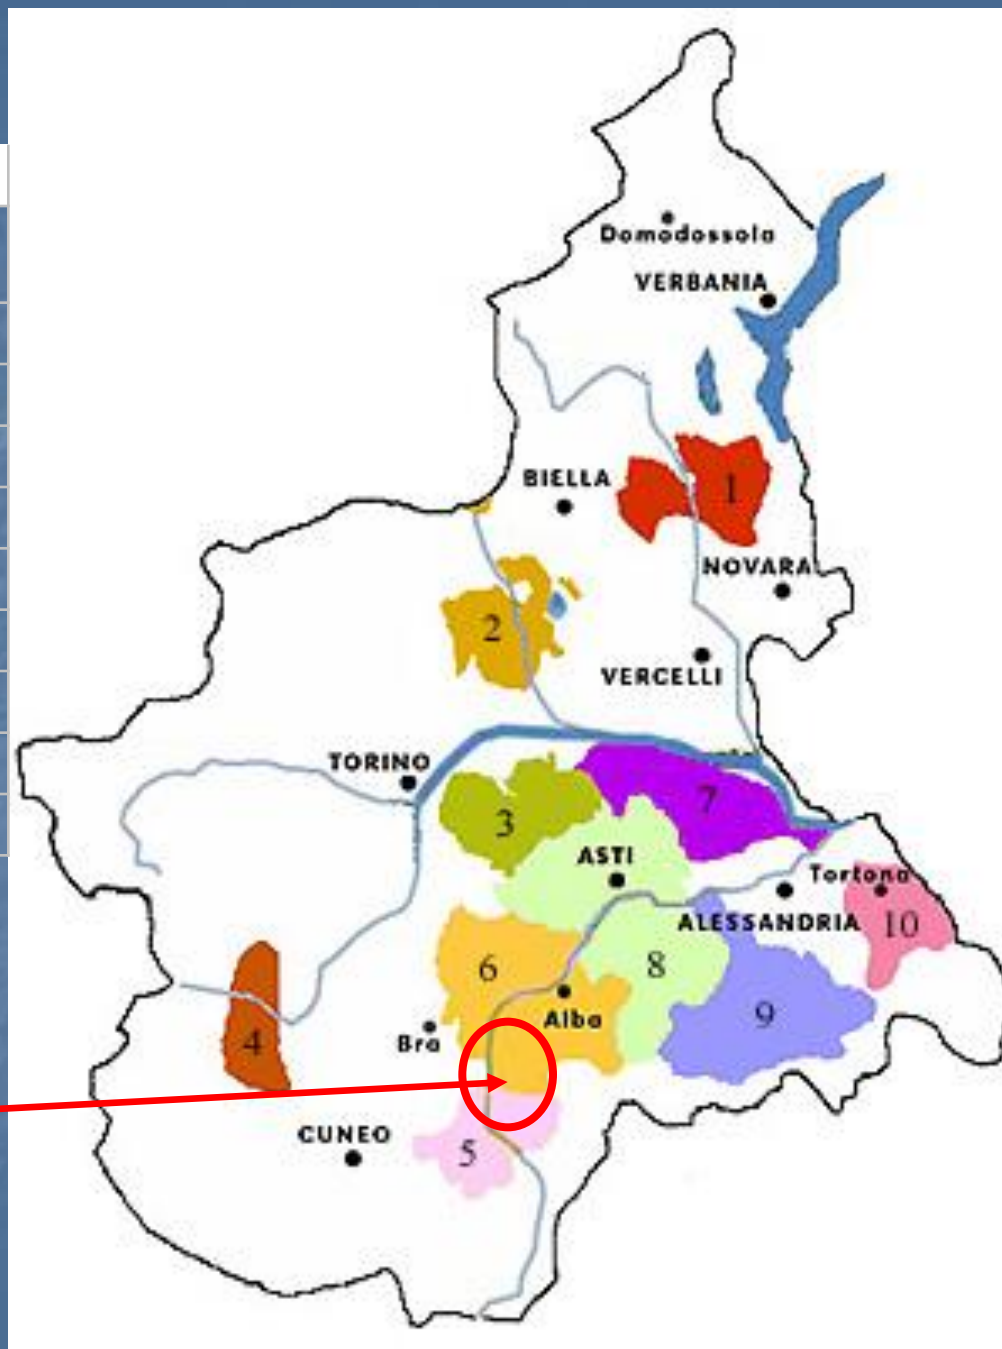 Domodossola
VERBANIA
BIELLA
1
NOVARA
2
VERCELLI
TORINO
7
3
ASTI
Tortona
ALESSANDRIA
10
6
8
Alba
9
Bra
4
CUNEO
5